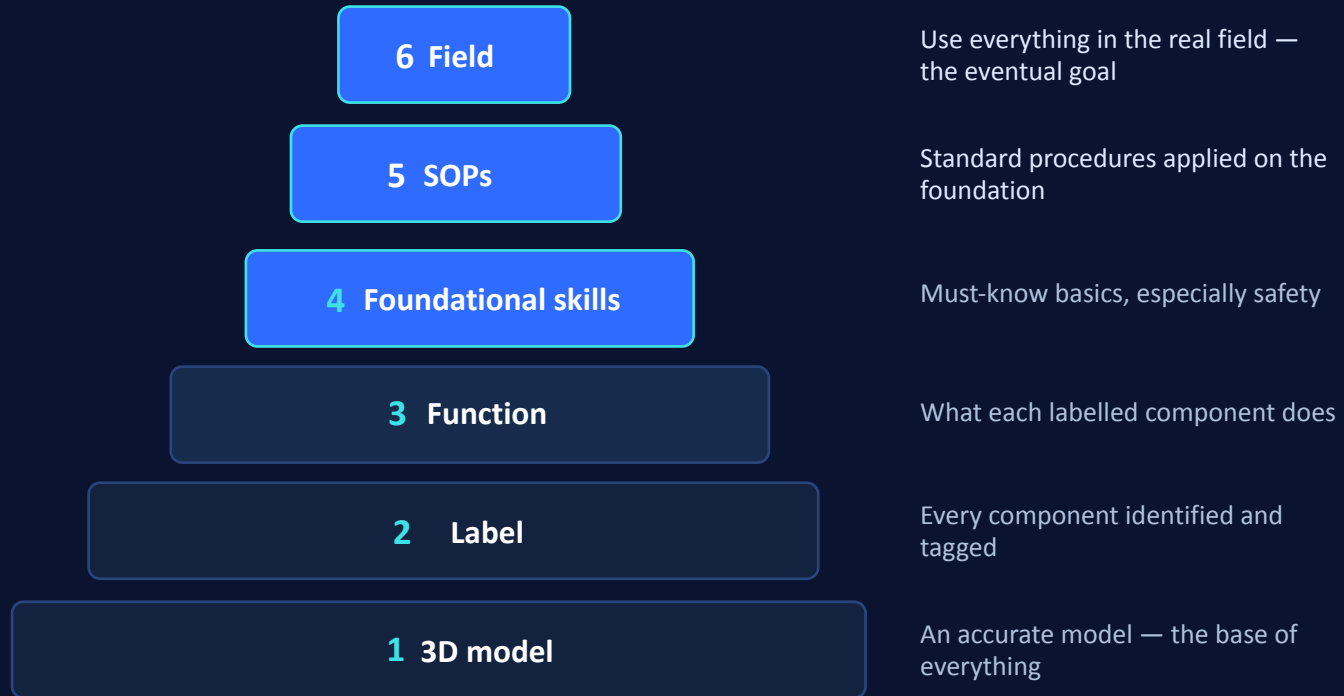 6 Field
Use everything in the real field —
the eventual goal
5 SOPs
Standard procedures applied on the
foundation
4 Foundational skills
Must-know basics, especially safety
3 Function
What each labelled component does
2 Label
Every component identified and
tagged
1 3D model
An accurate model — the base of
everything